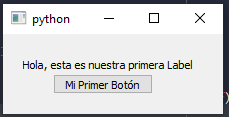 python
Hola, esta es nuestra primera Label
Mi Primer Botón